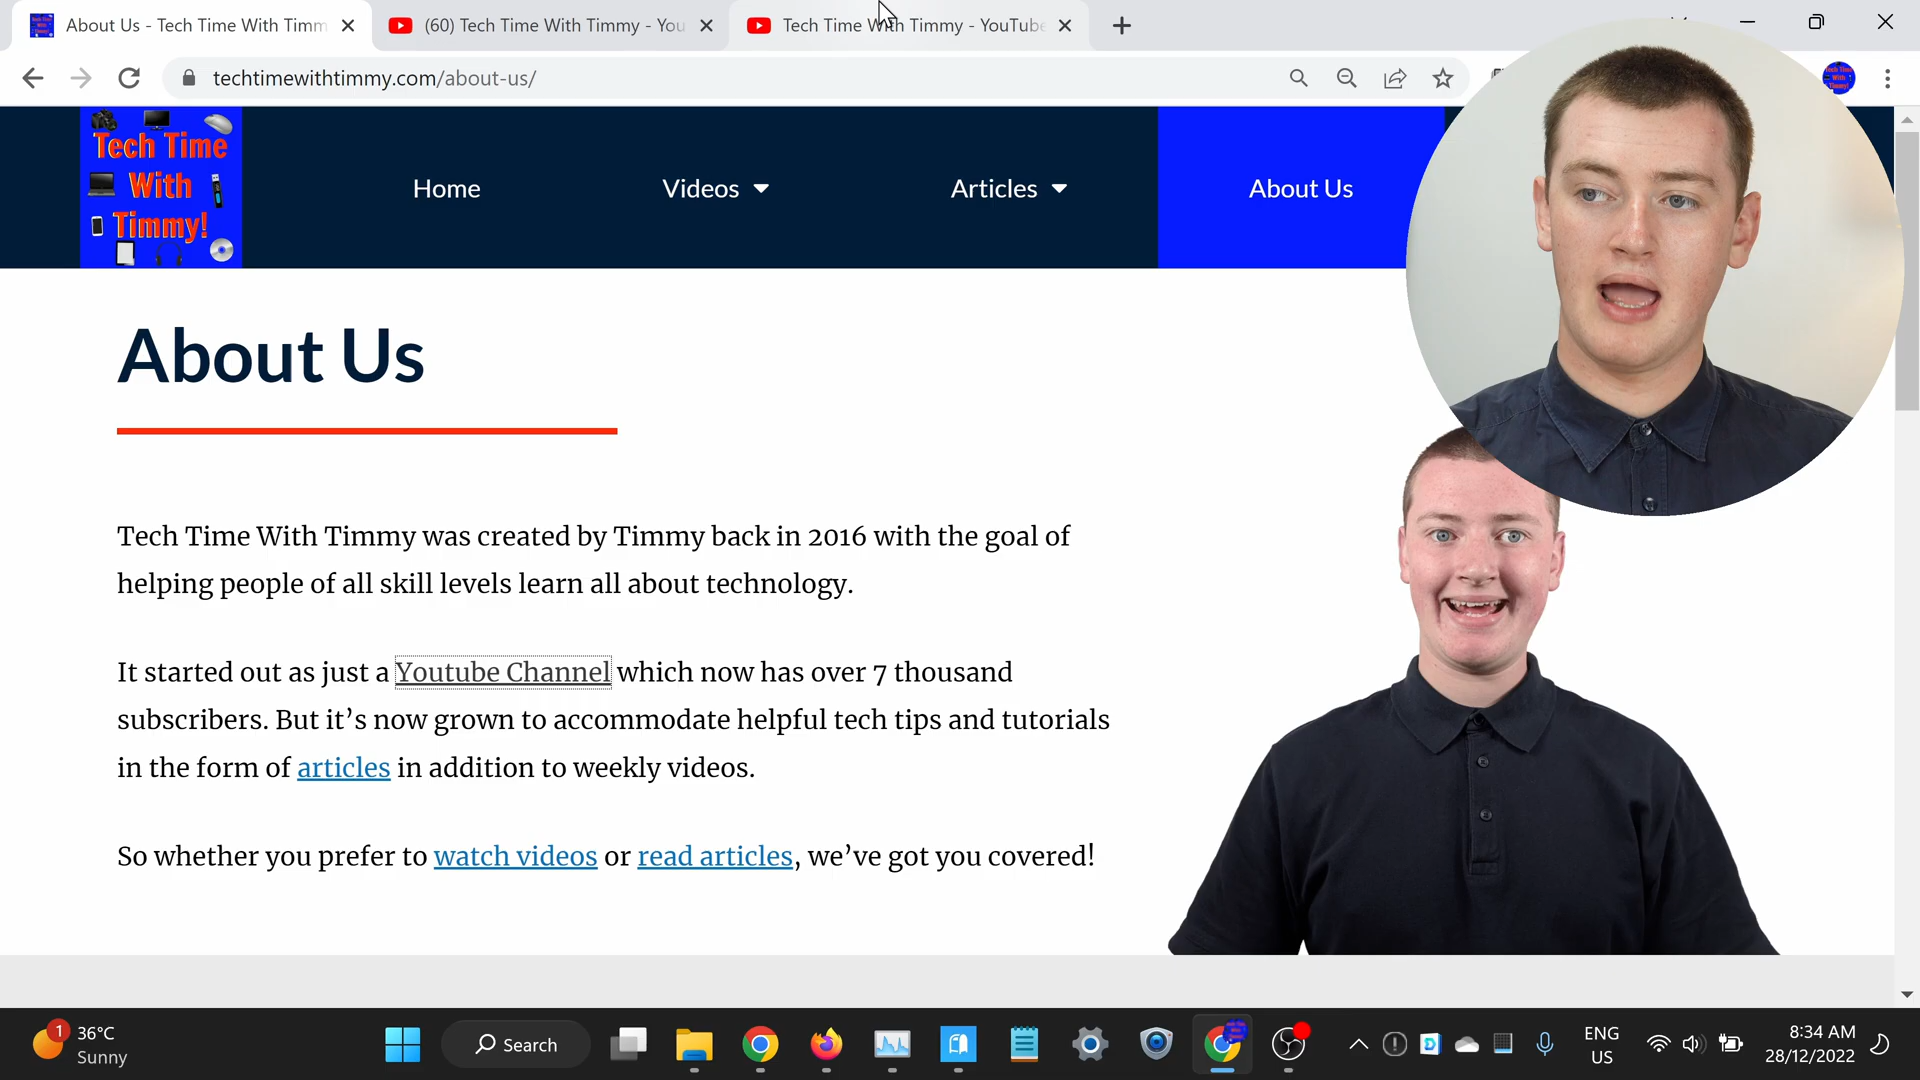 About Us - Tech Time With Timm
(60) Tech Time With Timmy - You
Tech Time With Timmy - YouTube
techtimewithtimmy.com/about-us/
Tech Time
With
Timmy!
Home
Videos
Articles
About Us
About Us
Tech Time With Timmy was created by Timmy back in 2016 with the goal of
helping people of all skill levels learn all about technology.
It started out as just a Youtube Channel which now has over 7 thousand
subscribers. But it’s now grown to accommodate helpful tech tips and tutorials
in the form of articles in addition to weekly videos.
So whether you prefer to watch videos or read articles, we’ve got you covered!
1
36°C
Sunny
Search
ENG
US
8:34 AM
28/12/2022